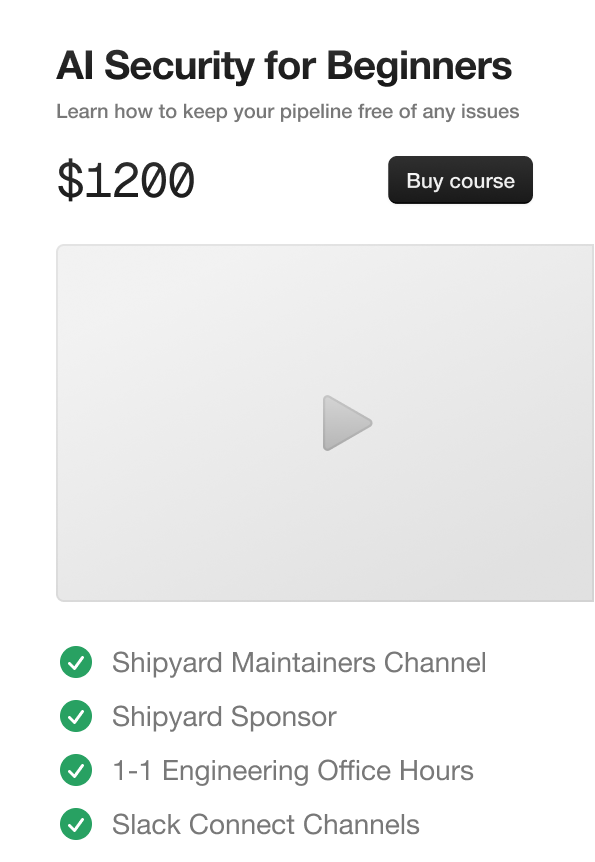 AI Security for Beginners
Learn how to keep your pipeline free of any issues
$1200
Buy course
Shipyard Maintainers Channel
Shipyard Sponsor
1-1 Engineering Office Hours
Slack Connect Channels